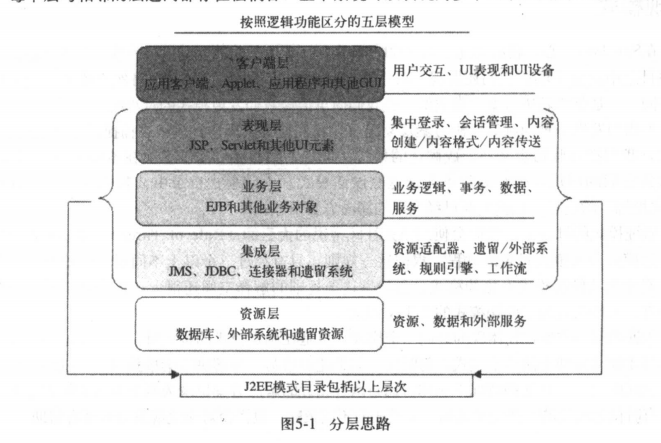 按照逻辑功能区分的五层模型
客户端层
应用客户端、Applet、应用程序和其他GUI
用户交互、UI表现和UI设备
表现层
JSP、Servlet和其他UI元素
集中登录、会话管理、内容
创建/内容格式/内容传送
业务层
EJB和其他业务对象
业务逻辑、事务、数据、
服务
集成层
JMS、JDBC、连接器和遗留系统
资源适配器、遗留/外部系
统、规则引擎、工作流
资源层
数据库、外部系统和遗留资源
资源、数据和外部服务
J2EE模式目录包括以上层次
图5-1 分层思路